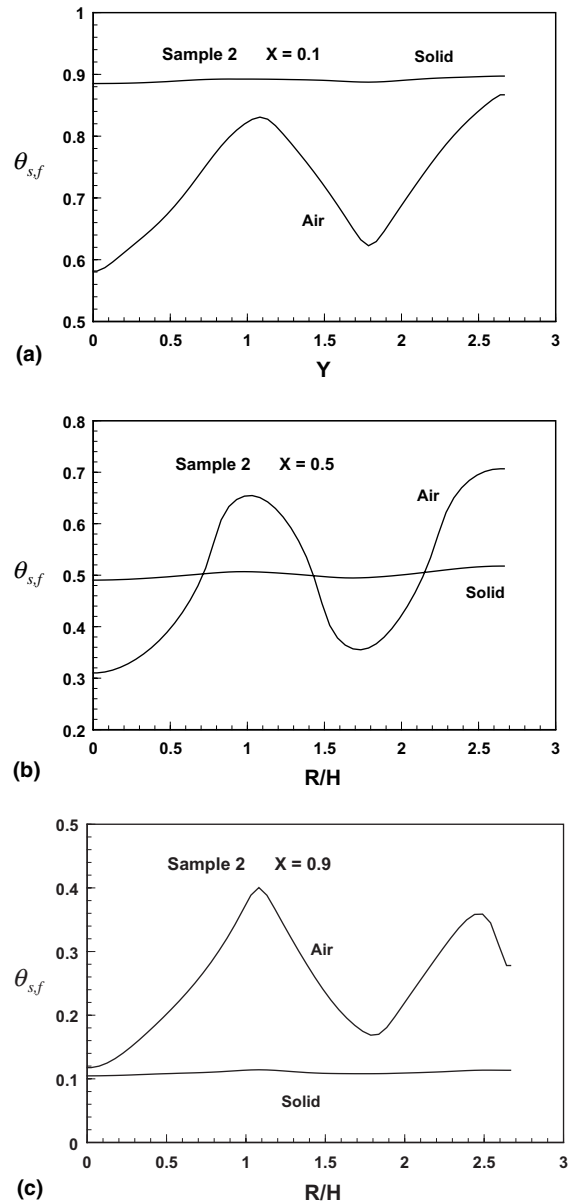 1
Sample 2 X = 0.1
Solid
0.9
0.8
θs,f
0.7
Air
0.6
0.5
0 0.5 1 1.5 2 2.5 3
(a)
Y
0.8
Sample 2 X = 0.5
0.7
Air
0.6
θs,f
0.5
Solid
0.4
0.3
0.2
0 0.5 1 1.5 2 2.5 3
(b)
R/H
0.5
Sample 2 X = 0.9
0.4
Air
0.3
θs,f
0.2
0.1
Solid
0
0 0.5 1 1.5 2 2.5 3
(c)
R/H